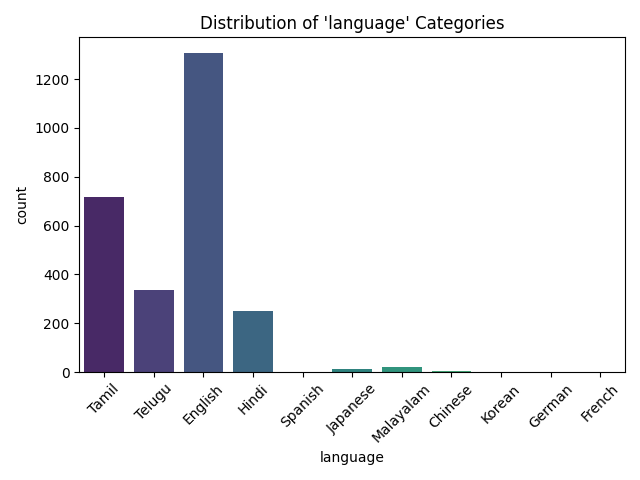 Distribution of 'language' Categories
1200
1000
800
600
400
200
0
count
Tamil
Telugu
English
Hindi
Spanish
Japanese
Malayalam
Chinese
Korean
German
French
language